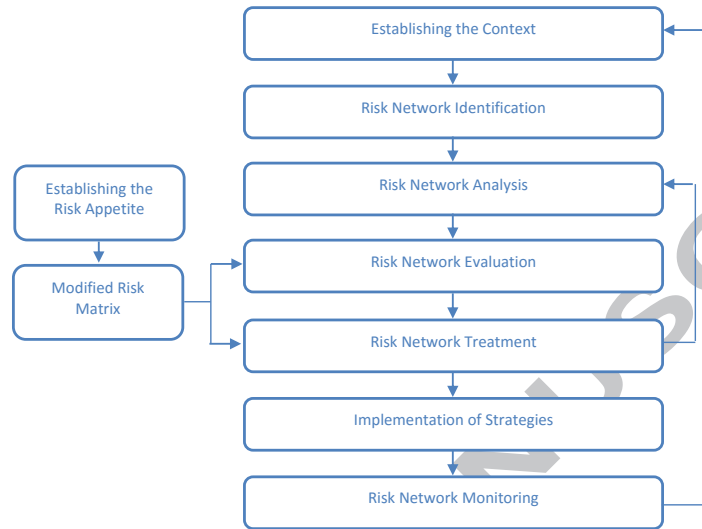 Establishing the Context
Risk Network Identification
Risk Network Analysis
Establishing the
Risk Appetite
Risk Network Evaluation
Modified Risk
Matrix
Risk Network Treatment
Implementation of Strategies
Risk Network Monitoring